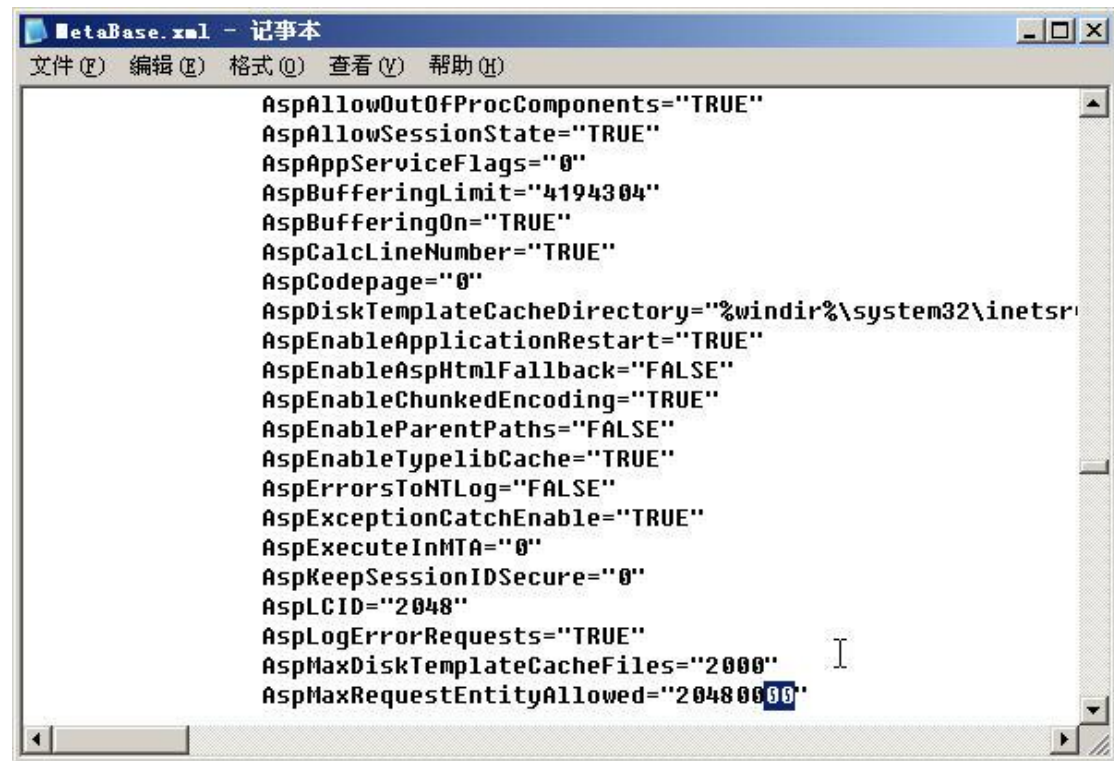 MetaBase.xml - 记事本
文件(F) 编辑(E) 格式(O) 查看(V) 帮助(H)
AspAllowOutOfProcComponents="TRUE"
AspAllowSessionState="TRUE"
AspAppServiceFlags="0"
AspBufferingLimit="4194304"
AspBufferingOn="TRUE"
AspCalcLineNumber="TRUE"
AspCodepage="0"
AspDiskTemplateCacheDirectory="%windir%\system32\inetsr
AspEnableApplicationRestart="TRUE"
AspEnableAspHtmlFallback="FALSE"
AspEnableChunkedEncoding="TRUE"
AspEnableParentPaths="FALSE"
AspEnableTypelibCache="TRUE"
AspErrorsToNTLog="FALSE"
AspExceptionCatchEnable="TRUE"
AspExecuteInMTA="0"
AspKeepSessionIDSecure="0"
AspLCID="2048"
AspLogErrorRequests="TRUE"
AspMaxDiskTemplateCacheFiles="2000"
AspMaxRequestEntityAllowed="20480000"